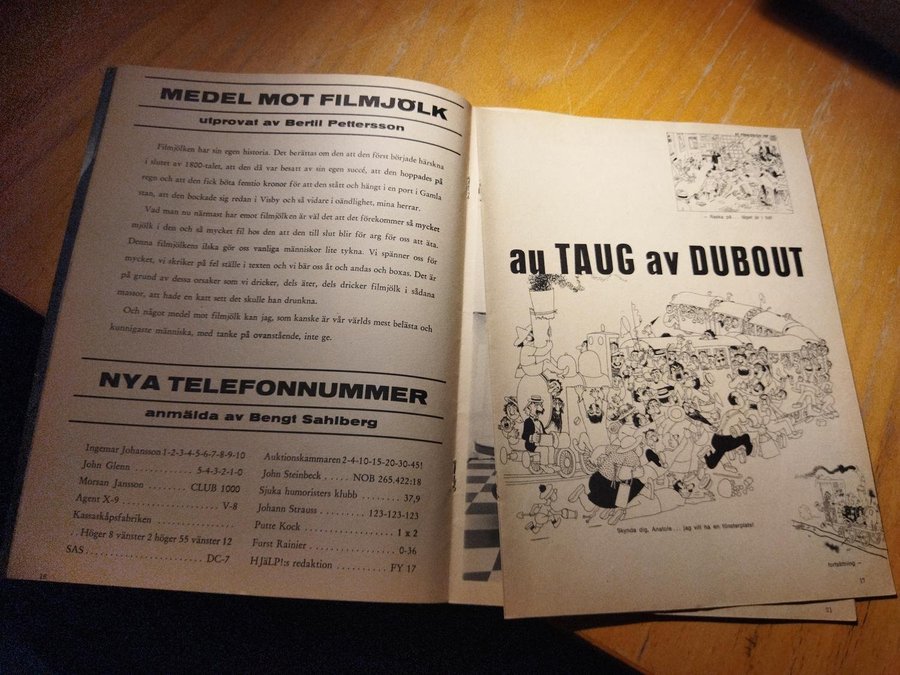 MEDEL MOT FILMJÖLK
utprovat av Bertil Pettersson
Filmjölken har sin egen historia. Det berättas om den att den först började härskna
i slutet av 1800-talet, att den då var besatt av sin egen succé, att den hoppades på
regn och att den fick böta femtio kronor för att den stått och hängt i en port i Gamla
stan, att den bockade sig redan i Visby och så vidare i oändlighet, mina herrar.
Vad man nu närmast har emot filmjölken är väl det att det förekommer så mycket
mjölk i den och så mycket fil hos den att den till slut blir för arg för oss att äta.
Denna filmjölkens ilska gör oss vanliga människor lite tykna. Vi spänner oss för
mycket, vi skriker på fel ställe i texten och vi bär oss åt och andas och boxas. Det är
på grund av dessa orsaker som vi dricker, dels äter, dels dricker filmjölk i sådana
massor, att hade en katt sett det skulle han drunkna.
Och något medel mot filmjölk kan jag, som kanske är vår världs mest belästa och
kunnigaste människa, med tanke på ovanstående, inte ge.
NYA TELEFONNUMMER
anmälda av Bengt Sahlberg
Ingemar Johansson 1-2-3-4-5-6-7-8-9-10
John Glenn ............ 5-4-3-2-1-0
Morsan Jansson ........ CLUB 1000
Agent X-9 .................. V-8
Kassaskåpsfabriken ................
.. Höger 8 vänster 2 höger 55 vänster 12
SAS ........................ DC-7
Auktionskammaren 2-4-10-15-20-30-45!
John Steinbeck ..... NOB 265.422:18
Sjuka humoristers klubb ........ 37,9
Johann Strauss .......... 123-123-123
Putte Kock .................. 1 x 2
Furst Rainier ................ 0-36
HJäLP!:s redaktion .......... FY 17
16
– Raska på
läget är
au TAUG av DUBOUT
Skynda dig, Anatole... jag vill ha en fönsterplats!
fortsättning –
17
23